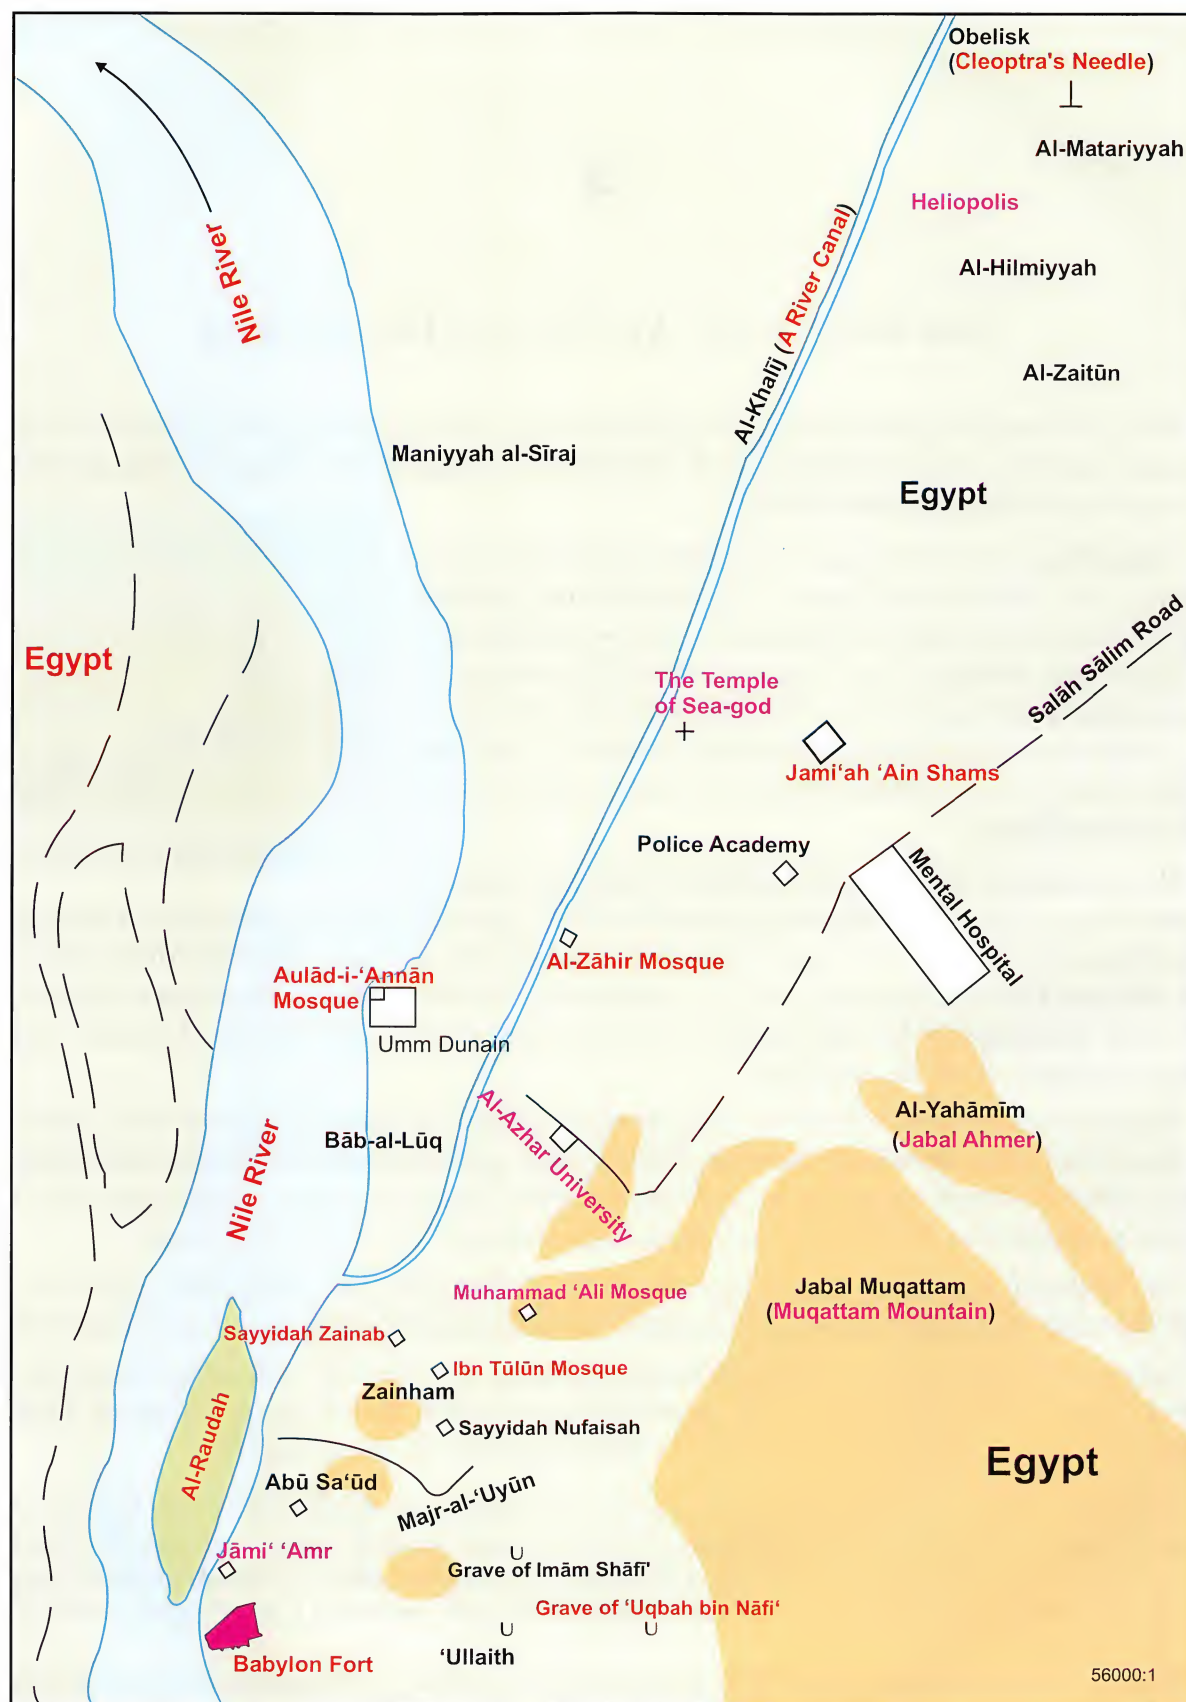 Obelisk
(Cleoptra's Needle)
Al-Matariyyah
Heliopolis
Nile River
Al-Khalīj (A River Canal)
Al-Hilmiyyah
Al-Zaitūn
Maniyyah al-Sīraj
Egypt
Egypt
Salāh Sālim Road
The Temple
of Sea-god
Jami‘ah ‘Ain Shams
Police Academy
Mental Hospital
Al-Zāhir Mosque
Aulād-i-‘Annān
Mosque
Umm Dunain
Al-Azhar University
Al-Yahāmīm
(Jabal Ahmer)
Bāb-al-Lūq
Nile River
Jabal Muqattam
(Muqattam Mountain)
Muhammad ‘Ali Mosque
Sayyidah Zainab
Ibn Tūlūn Mosque
Zainham
Sayyidah Nufaisah
Al-Raudah
Egypt
Abū Sa‘ūd
Majr-al-‘Uyūn
Jāmi‘ ‘Amr
Grave of Imām Shāfi'
Grave of ‘Uqbah bin Nāfi‘
‘Ullaith
Babylon Fort
56000:1